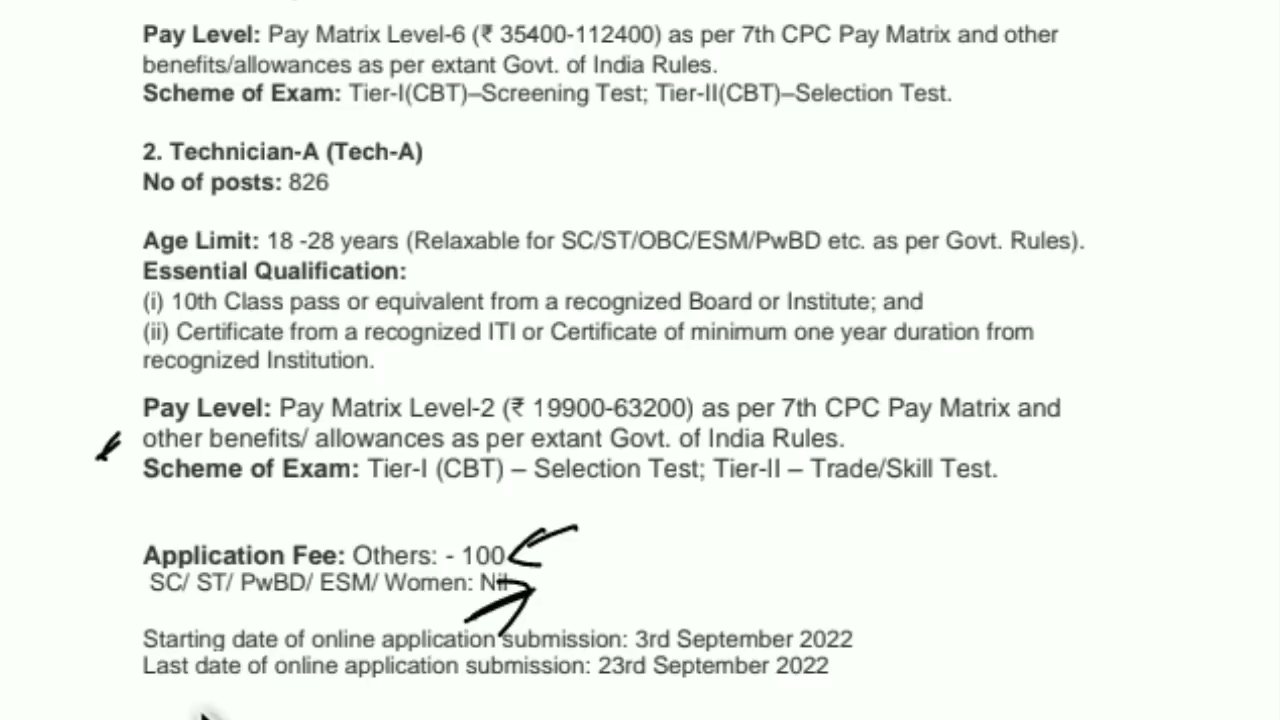 Pay Level: Pay Matrix Level-6 (₹ 35400-112400) as per 7th CPC Pay Matrix and other
benefits/allowances as per extant Govt. of India Rules.
Scheme of Exam: Tier-I(CBT)–Screening Test; Tier-II(CBT)–Selection Test.
2. Technician-A (Tech-A)
No of posts: 826
Age Limit: 18 -28 years (Relaxable for SC/ST/OBC/ESM/PwBD etc. as per Govt. Rules).
Essential Qualification:
(i) 10th Class pass or equivalent from a recognized Board or Institute; and
(ii) Certificate from a recognized ITI or Certificate of minimum one year duration from
recognized Institution.
Pay Level: Pay Matrix Level-2 (₹ 19900-63200) as per 7th CPC Pay Matrix and
other benefits/ allowances as per extant Govt. of India Rules.
Scheme of Exam: Tier-I (CBT) – Selection Test; Tier-II – Trade/Skill Test.
Application Fee: Others: - 100
SC/ ST/ PwBD/ ESM/ Women: Nil
Starting date of online application submission: 3rd September 2022
Last date of online application submission: 23rd September 2022